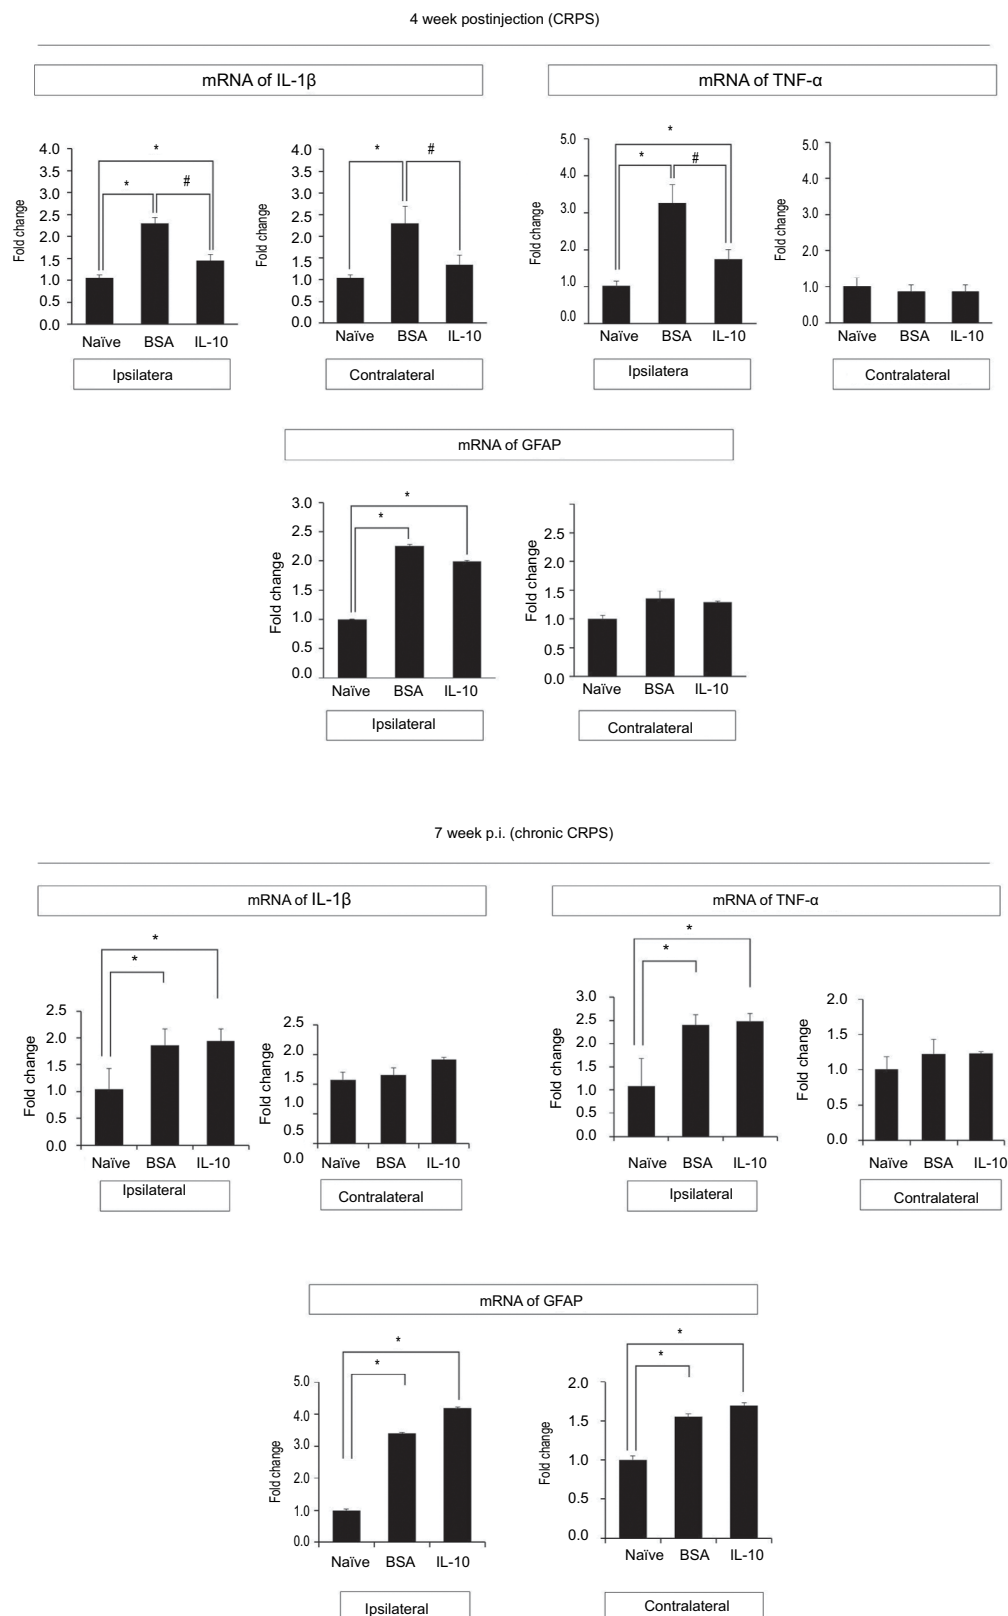 4 week postinjection (CRPS)
mRNA of IL-1β
mRNA of TNF-α
Fold change
4.0
3.5
3.0
2.5
2.0
1.5
1.0
0.5
0.0
*
*
#
Naïve BSA IL-10
Ipsilatera
Fold change
4.0
3.5
3.0
2.5
2.0
1.5
1.0
0.5
0.0
*
#
Naïve BSA IL-10
Contralateral
Fold change
5.0
4.0
3.0
2.0
1.0
0.0
*
*
#
Naïve BSA IL-10
Ipsilatera
Fold change
5.0
4.0
3.0
2.0
1.0
0.0
Naïve BSA IL-10
Contralateral
mRNA of GFAP
Fold change
3.0
2.5
2.0
1.5
1.0
0.5
0.0
*
*
Naïve BSA IL-10
Ipsilateral
Fold change
2.5
2.0
1.5
1.0
0.5
0.0
Naïve BSA IL-10
Contralateral
7 week p.i. (chronic CRPS)
mRNA of IL-1β
mRNA of TNF-α
Fold change
2.5
2.0
1.5
1.0
0.5
0.0
*
*
Naïve BSA IL-10
Ipsilateral
Fold change
2.5
2.0
1.5
1.0
0.5
0.0
Naïve BSA IL-10
Contralateral
Fold change
3.0
2.5
2.0
1.5
1.0
0.5
0.0
*
*
Naïve BSA IL-10
Ipsilateral
Fold change
2.0
1.5
1.0
0.5
0.0
Naïve BSA IL-10
Contralateral
mRNA of GFAP
Fold change
5.0
4.0
3.0
2.0
1.0
0.0
*
*
Naïve BSA IL-10
Ipsilateral
Fold change
2.0
1.5
1.0
0.5
0.0
*
*
Naïve BSA IL-10
Contralateral